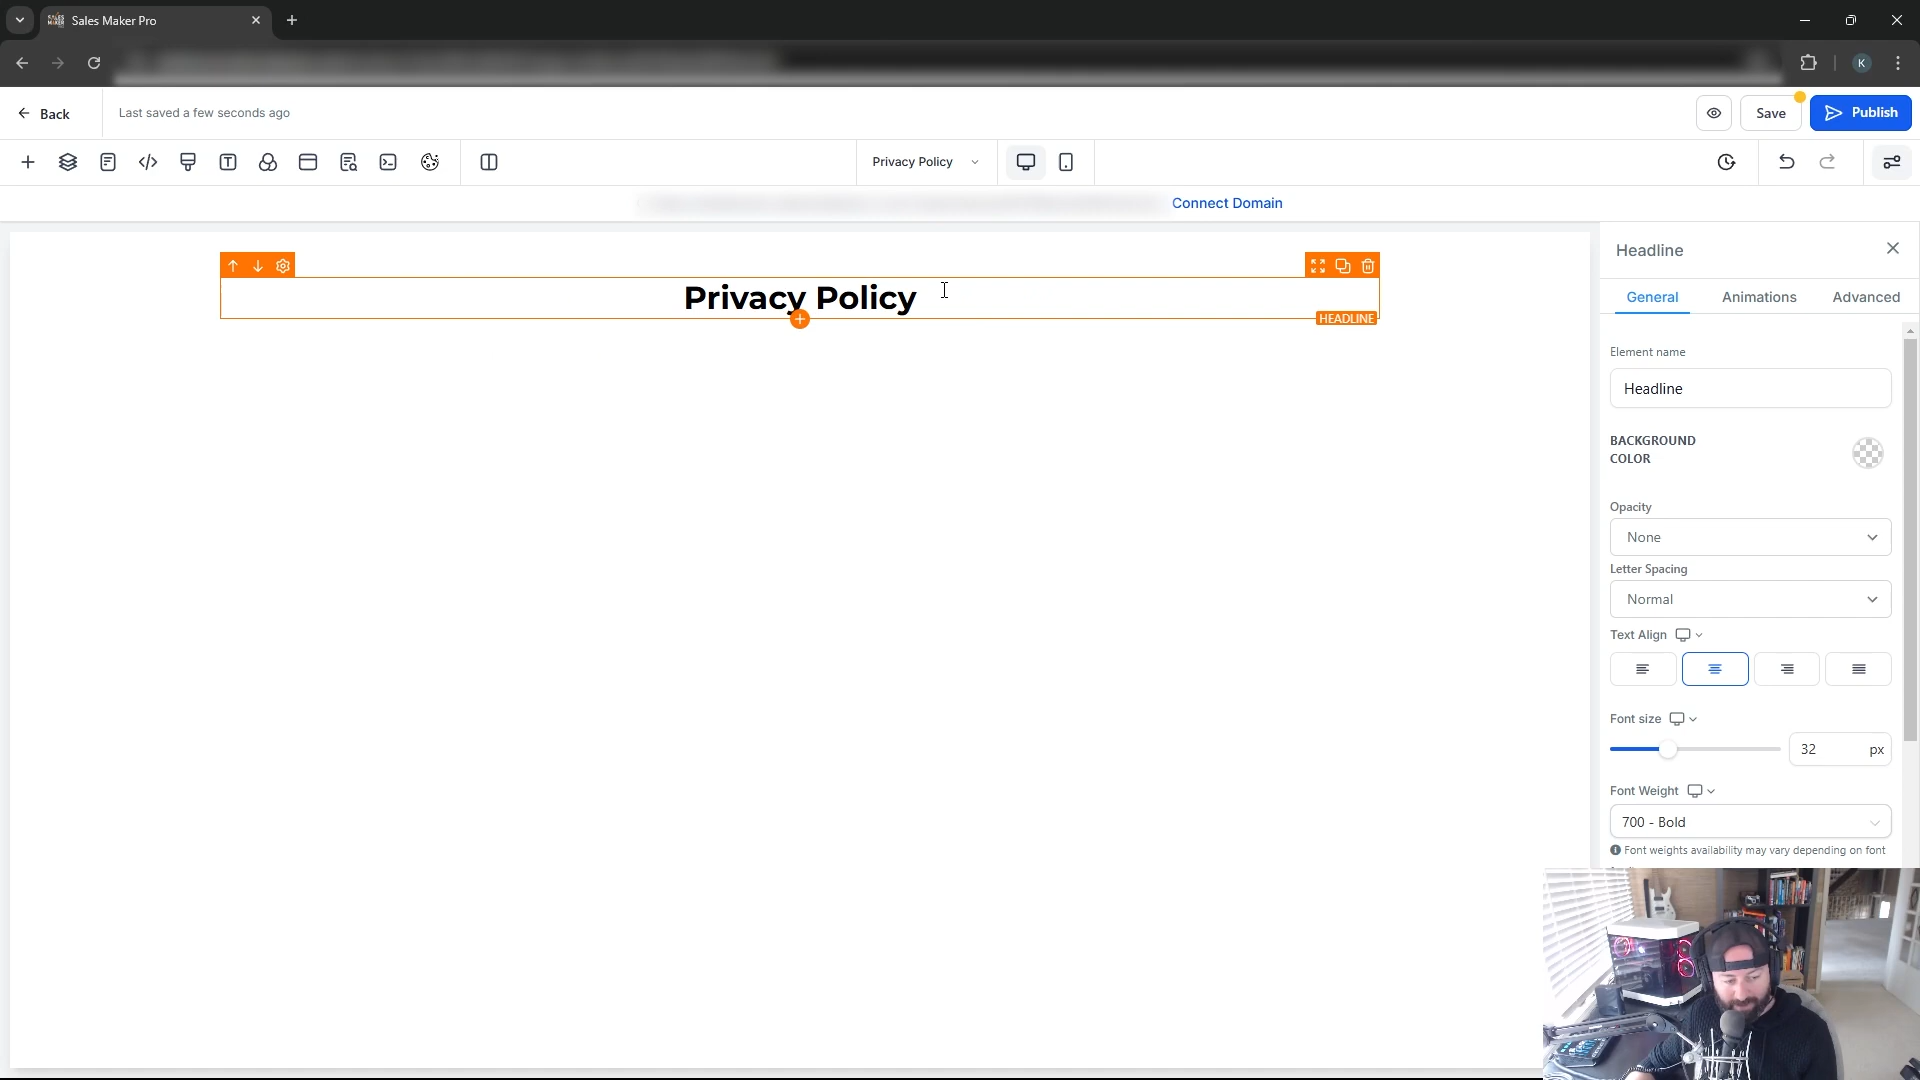 Sales Maker Pro
K
Back
Last saved a few seconds ago
Save
Publish
Privacy Policy
Connect Domain
Privacy Policy
HEADLINE
Headline
General
Animations
Advanced
Element name
Headline
BACKGROUND
COLOR
Opacity
None
Letter Spacing
Normal
Text Align
Font size
32 px
Font Weight
700 - Bold
Font weights availability may vary depending on font